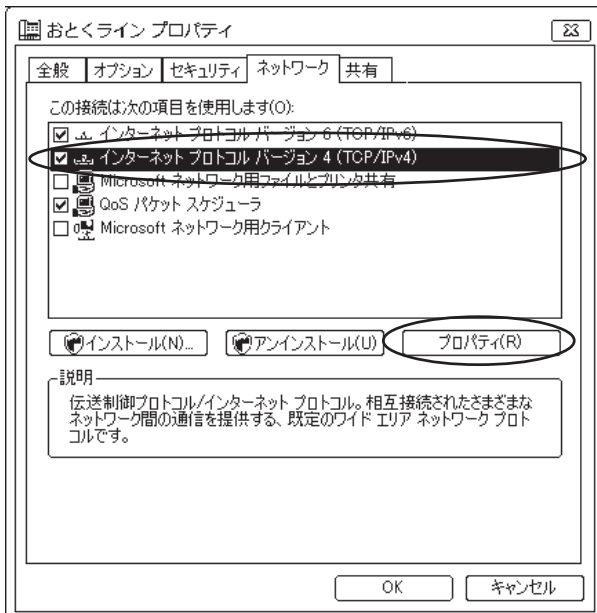 おとくライン プロパティ
全般 オプション セキュリティ ネットワーク 共有
この接続は次の項目を使用します(O):
インターネット プロトコル バージョン 6 (TCP/IPv6)
インターネット プロトコル バージョン 4 (TCP/IPv4)
Microsoft ネットワーク用ファイルとプリンタ共有
QoS パケット スケジューラ
Microsoft ネットワーク用クライアント
インストール(N)... アンインストール(U) プロパティ(R)
説明
伝送制御プロトコル/インターネット プロトコル。相互接続されたさまざまな
ネットワーク間の通信を提供する、既定のワイド エリア ネットワーク プロト
コルです。
OK キャンセル